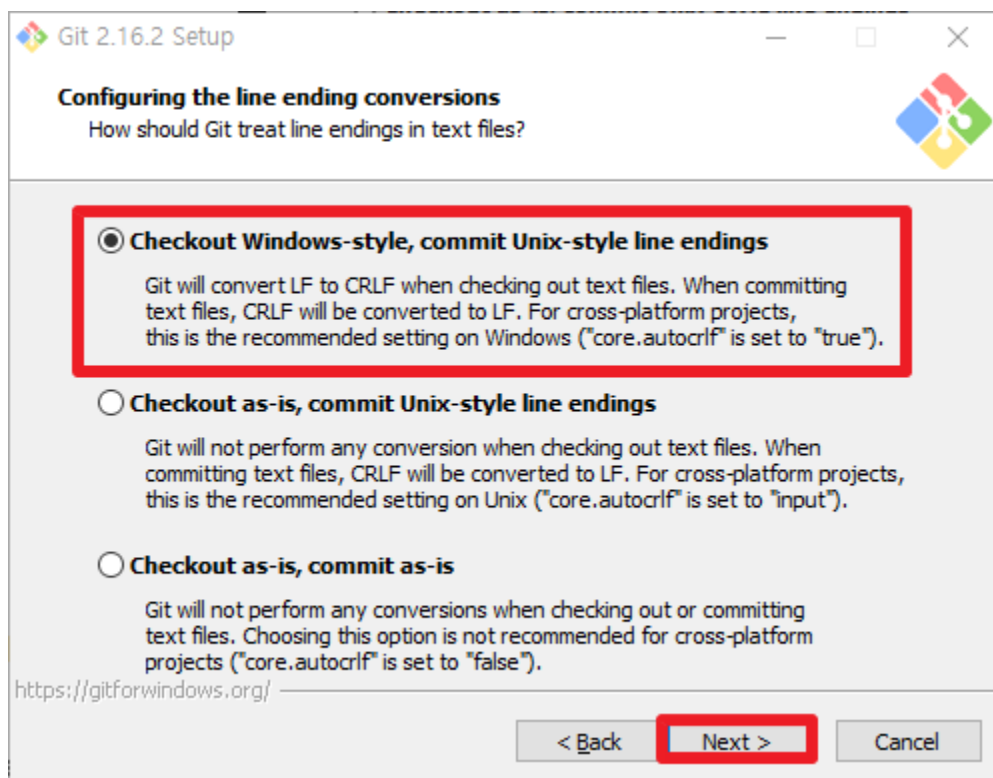 Git 2.16.2 Setup
Configuring the line ending conversions
How should Git treat line endings in text files?
Checkout Windows-style, commit Unix-style line endings
Git will convert LF to CRLF when checking out text files. When committing
text files, CRLF will be converted to LF. For cross-platform projects,
this is the recommended setting on Windows ("core.autocrlf" is set to "true").
Checkout as-is, commit Unix-style line endings
Git will not perform any conversion when checking out text files. When
committing text files, CRLF will be converted to LF. For cross-platform projects,
this is the recommended setting on Unix ("core.autocrlf" is set to "input").
Checkout as-is, commit as-is
Git will not perform any conversions when checking out or committing
text files. Choosing this option is not recommended for cross-platform
projects ("core.autocrlf" is set to "false").
https://gitforwindows.org/
< Back
Next >
Cancel